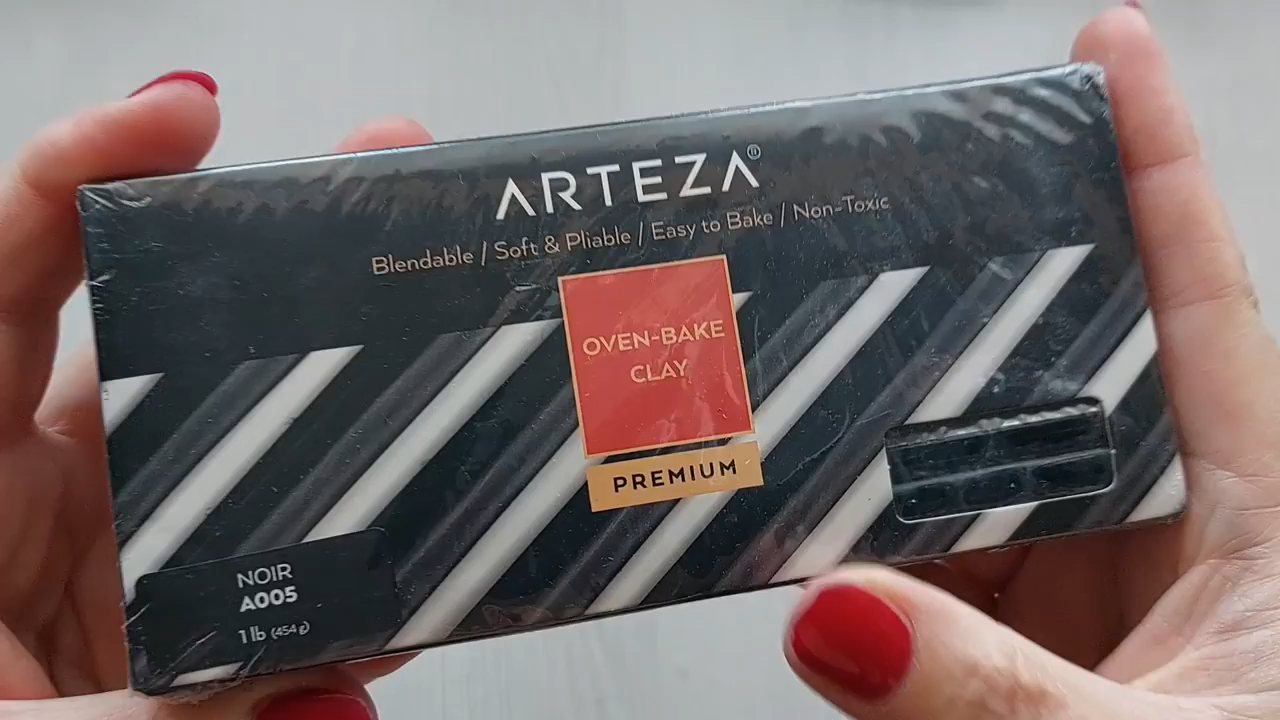 ARTEZA®
Blendable / Soft & Pliable / Easy to Bake / Non-Toxic
OVEN-BAKE
CLAY
PREMIUM
NOIR
A005
1 lb (454 g)